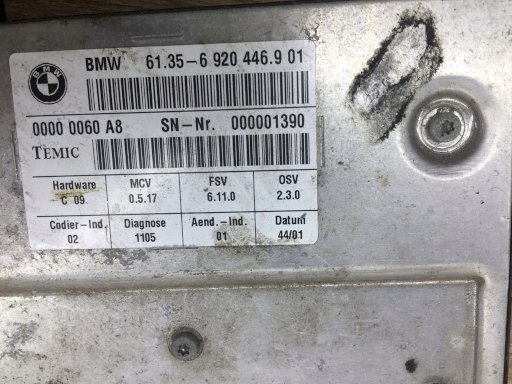 BMW
BMW 61.35-6 920 446.9 01
0000 0060 A8 SN-Nr. 000001390
TEMIC
Hardware MCV FSV OSV
C 09 0.5.17 6.11.0 2.3.0
Codier-Ind. Diagnose Aend.-Ind. Datum
02 1105 01 44/01